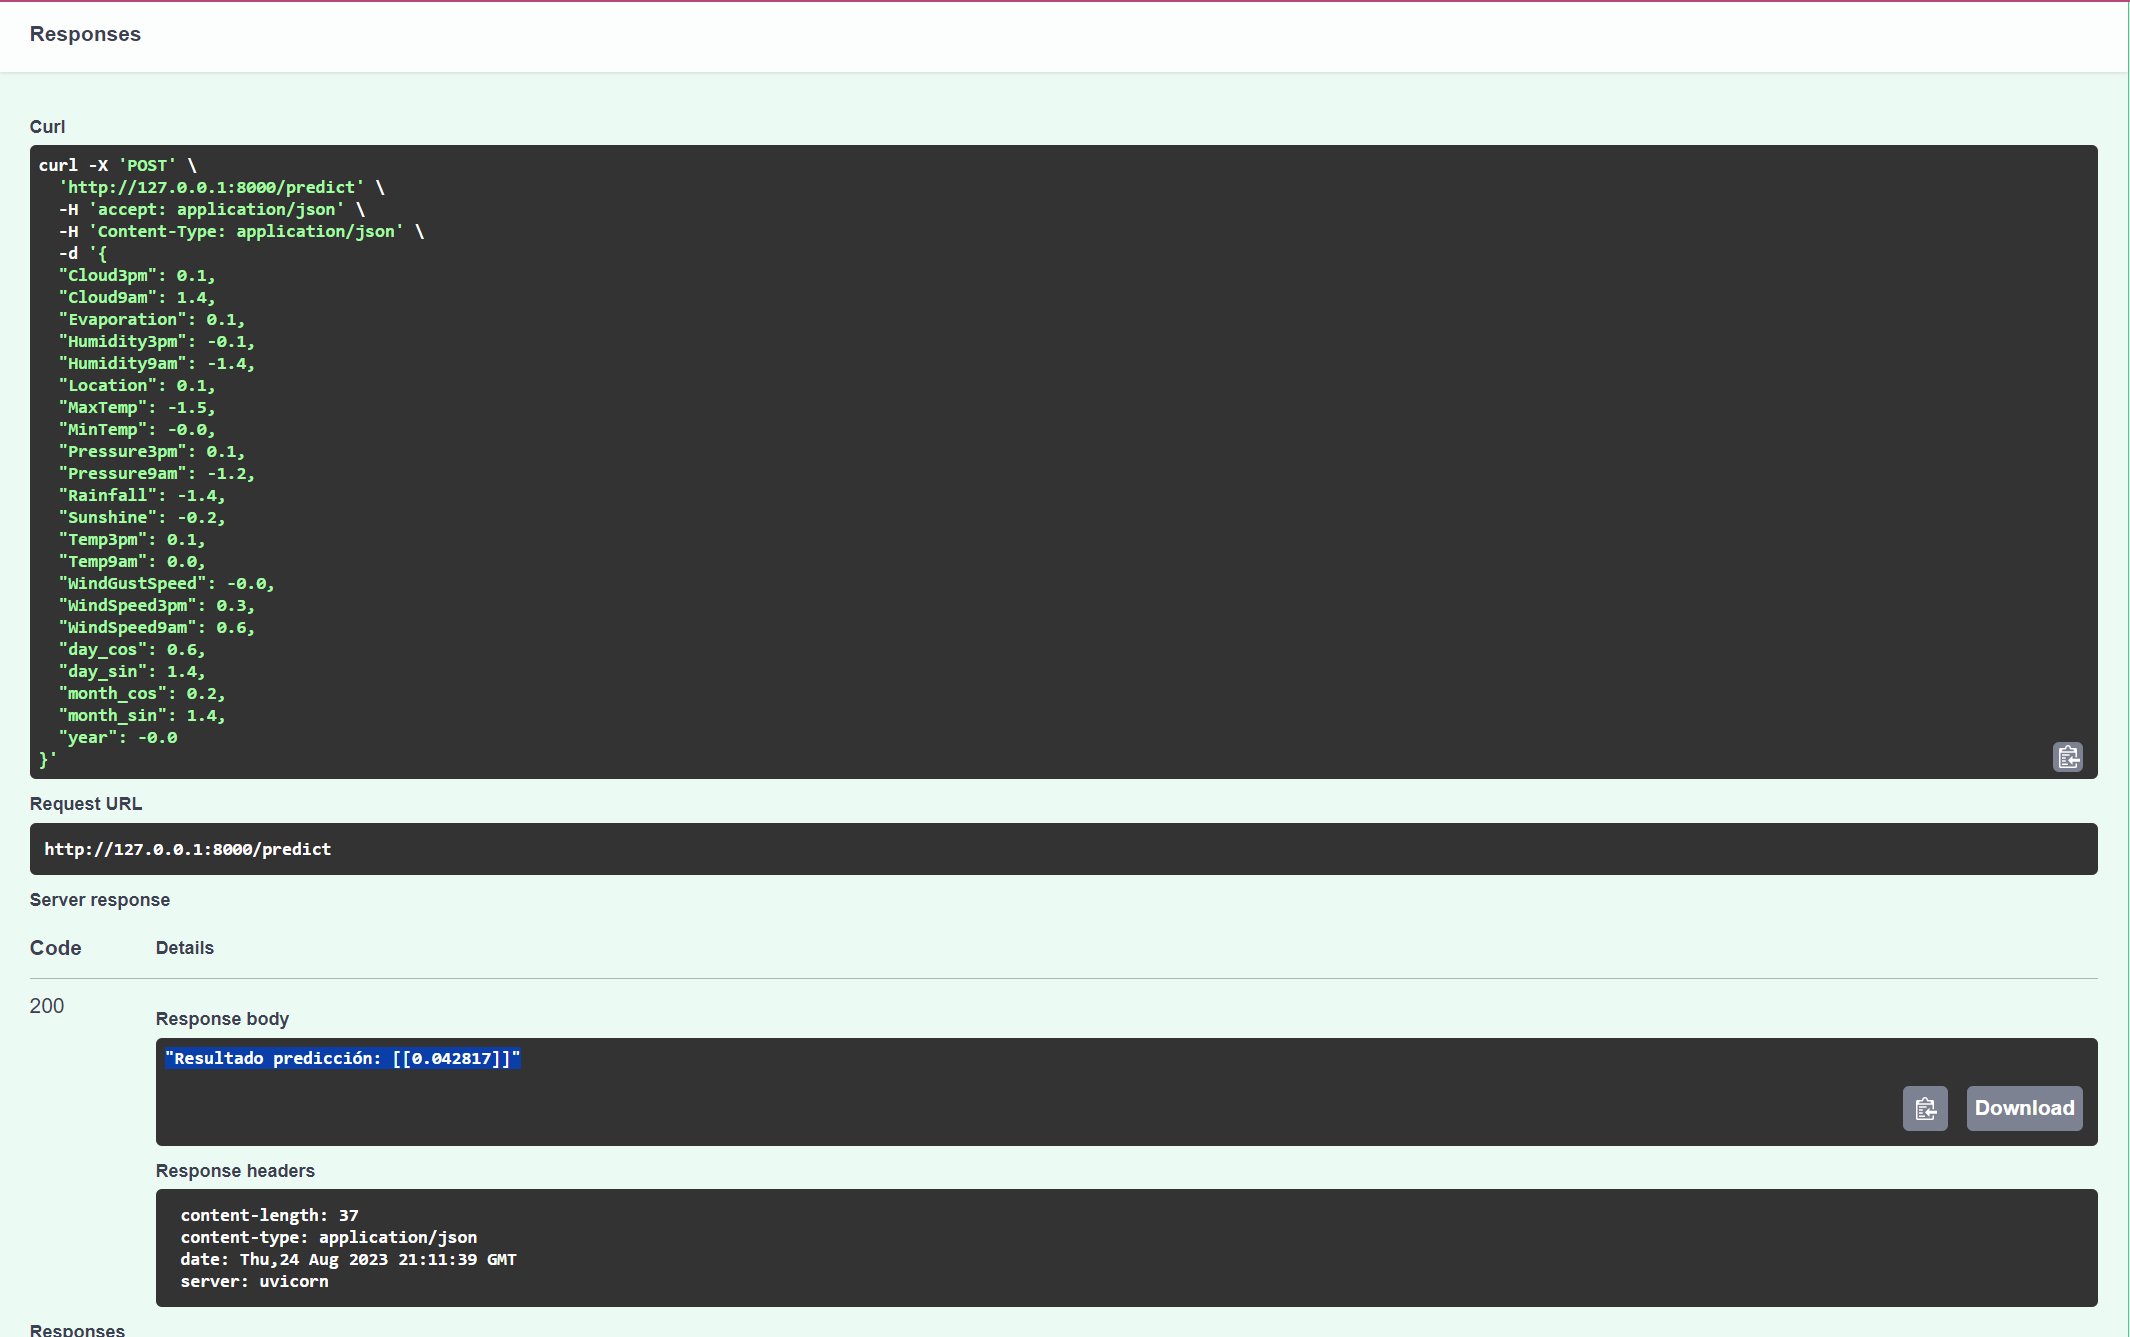 Responses
Curl
curl -X 'POST' \
  'http://127.0.0.1:8000/predict' \
  -H 'accept: application/json' \
  -H 'Content-Type: application/json' \
  -d '{
  "Cloud3pm": 0.1,
  "Cloud9am": 1.4,
  "Evaporation": 0.1,
  "Humidity3pm": -0.1,
  "Humidity9am": -1.4,
  "Location": 0.1,
  "MaxTemp": -1.5,
  "MinTemp": -0.0,
  "Pressure3pm": 0.1,
  "Pressure9am": -1.2,
  "Rainfall": -1.4,
  "Sunshine": -0.2,
  "Temp3pm": 0.1,
  "Temp9am": 0.0,
  "WindGustSpeed": -0.0,
  "WindSpeed3pm": 0.3,
  "WindSpeed9am": 0.6,
  "day_cos": 0.6,
  "day_sin": 1.4,
  "month_cos": 0.2,
  "month_sin": 1.4,
  "year": -0.0
}'
Request URL
http://127.0.0.1:8000/predict
Server response
Code Details
200
Response body
"Resultado predicción: [[0.042817]]"
Download
Response headers
content-length: 37
content-type: application/json
date: Thu,24 Aug 2023 21:11:39 GMT
server: uvicorn
Responses